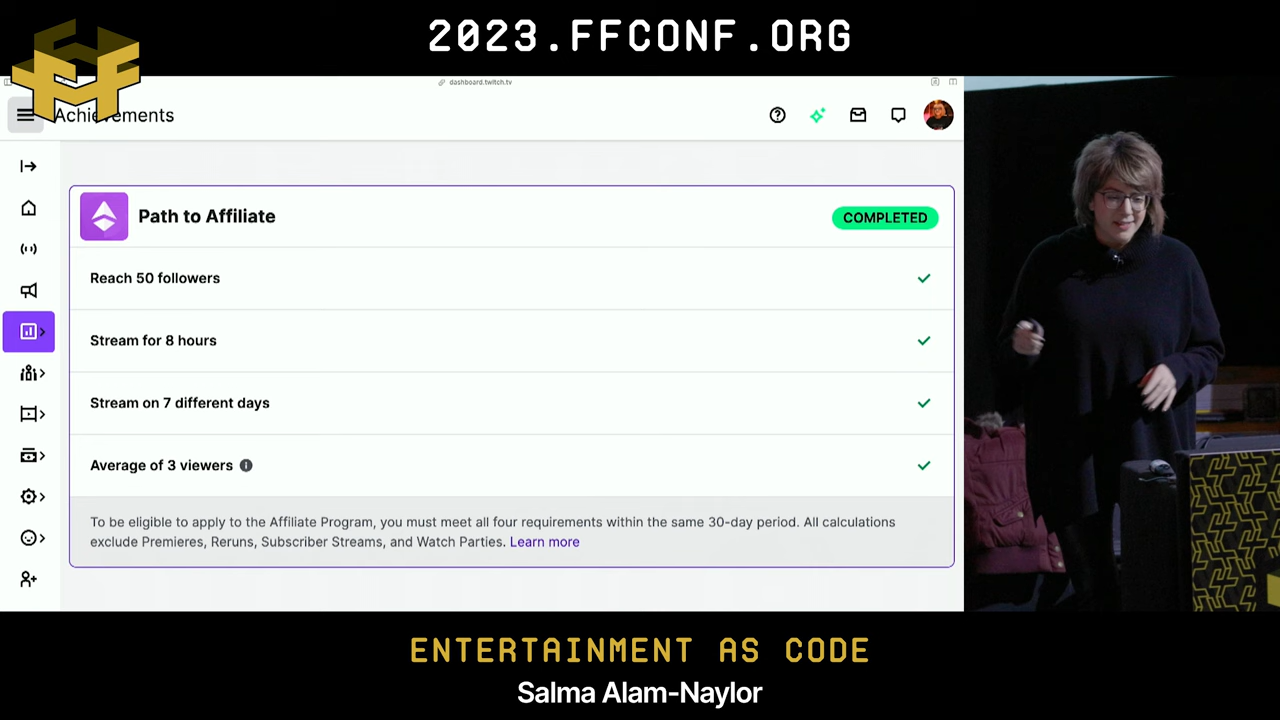 2023.FFCONF.ORG
dashboard.twitch.tv
Achievements
Path to Affiliate
COMPLETED
Reach 50 followers
Stream for 8 hours
Stream on 7 different days
Average of 3 viewers
To be eligible to apply to the Affiliate Program, you must meet all four requirements within the same 30-day period. All calculations
exclude Premieres, Reruns, Subscriber Streams, and Watch Parties. Learn more
ENTERTAINMENT AS CODE
Salma Alam-Naylor